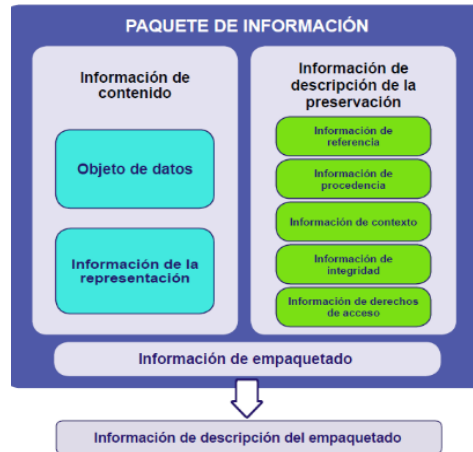 PAQUETE DE INFORMACIÓN
Información de
contenido
Objeto de datos
Información de la
representación
Información de
descripción de la
preservación
Información de
referencia
Información de
procedencia
Información de contexto
Información de
integridad
Información de derechos
de acceso
Información de empaquetado
Información de descripción del empaquetado